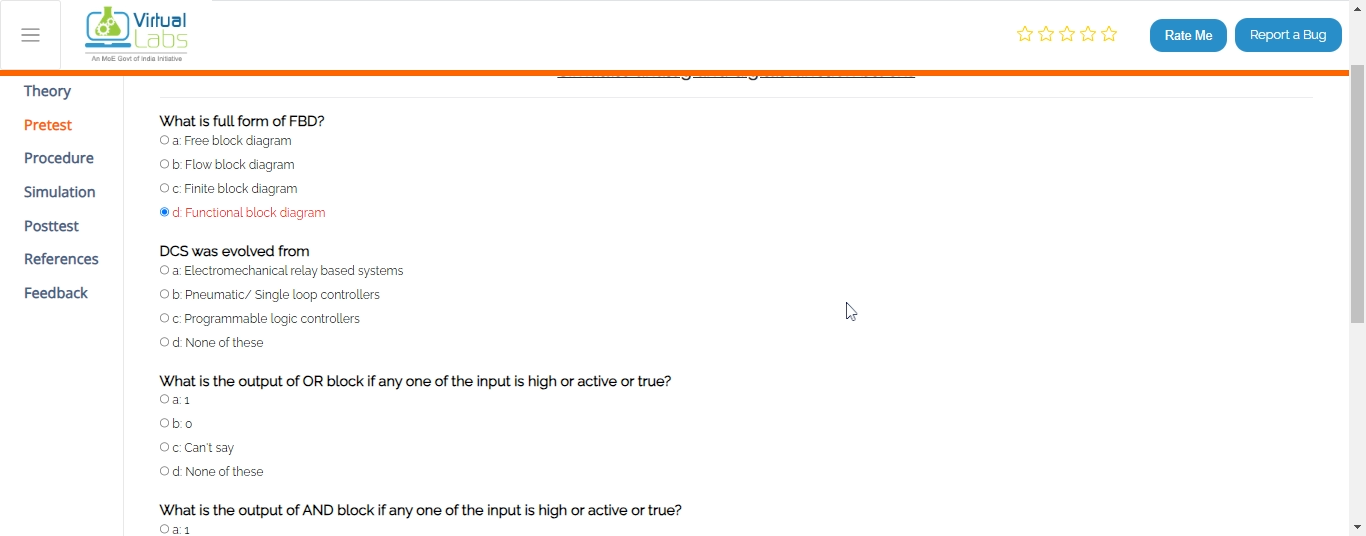 Virtual
Labs
An MoE Govt of India Initiative
Rate Me
Report a Bug
Theory
Pretest
Procedure
Simulation
Posttest
References
Feedback
What is full form of FBD?
a: Free block diagram
b: Flow block diagram
c: Finite block diagram
d: Functional block diagram
DCS was evolved from
a: Electromechanical relay based systems
b: Pneumatic/ Single loop controllers
c: Programmable logic controllers
d: None of these
What is the output of OR block if any one of the input is high or active or true?
a: 1
b: 0
c: Can't say
d: None of these
What is the output of AND block if any one of the input is high or active or true?
a: 1